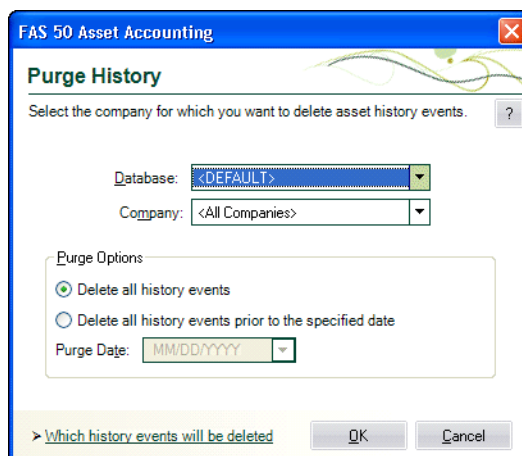 FAS 50 Asset Accounting
Purge History
Select the company for which you want to delete asset history events.
?
Database: <DEFAULT>
Company: <All Companies>
Purge Options
Delete all history events
Delete all history events prior to the specified date
Purge Date: MM/DD/YYYY
> Which history events will be deleted
OK
Cancel